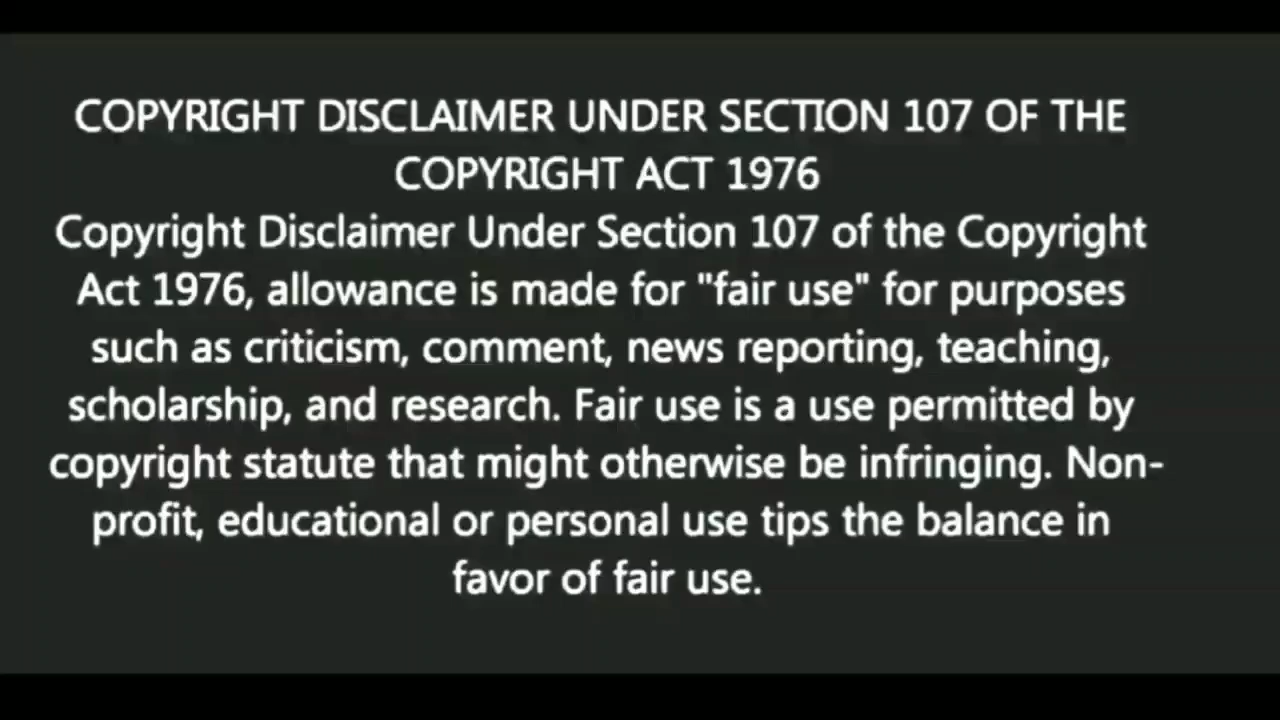 COPYRIGHT DISCLAIMER UNDER SECTION 107 OF THE
COPYRIGHT ACT 1976
Copyright Disclaimer Under Section 107 of the Copyright
Act 1976, allowance is made for "fair use" for purposes
such as criticism, comment, news reporting, teaching,
scholarship, and research. Fair use is a use permitted by
copyright statute that might otherwise be infringing. Non-
profit, educational or personal use tips the balance in
favor of fair use.